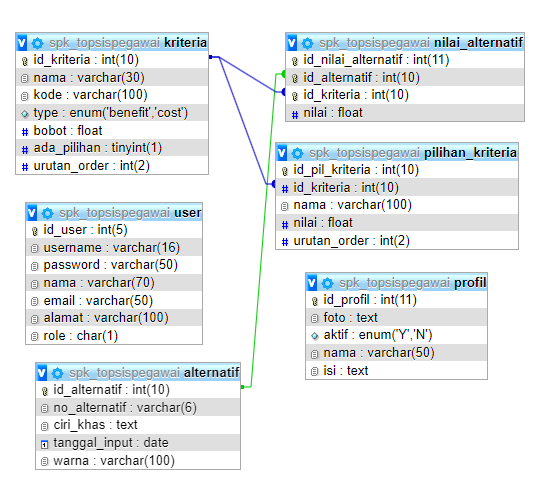 spk_topsispegawai kriteria
id_kriteria : int(10)
nama : varchar(30)
kode : varchar(100)
type : enum('benefit','cost')
bobot : float
ada_pilihan : tinyint(1)
urutan_order : int(2)
spk_topsispegawai nilai_alternatif
id_nilai_alternatif : int(11)
id_alternatif : int(10)
id_kriteria : int(10)
nilai : float
spk_topsispegawai pilihan_kriteria
id_pil_kriteria : int(10)
id_kriteria : int(10)
nama : varchar(100)
nilai : float
urutan_order : int(2)
spk_topsispegawai user
id_user : int(5)
username : varchar(16)
password : varchar(50)
nama : varchar(70)
email : varchar(50)
alamat : varchar(100)
role : char(1)
spk_topsispegawai profil
id_profil : int(11)
foto : text
aktif : enum('Y','N')
nama : varchar(50)
isi : text
spk_topsispegawai alternatif
id_alternatif : int(10)
no_alternatif : varchar(6)
ciri_khas : text
tanggal_input : date
warna : varchar(100)